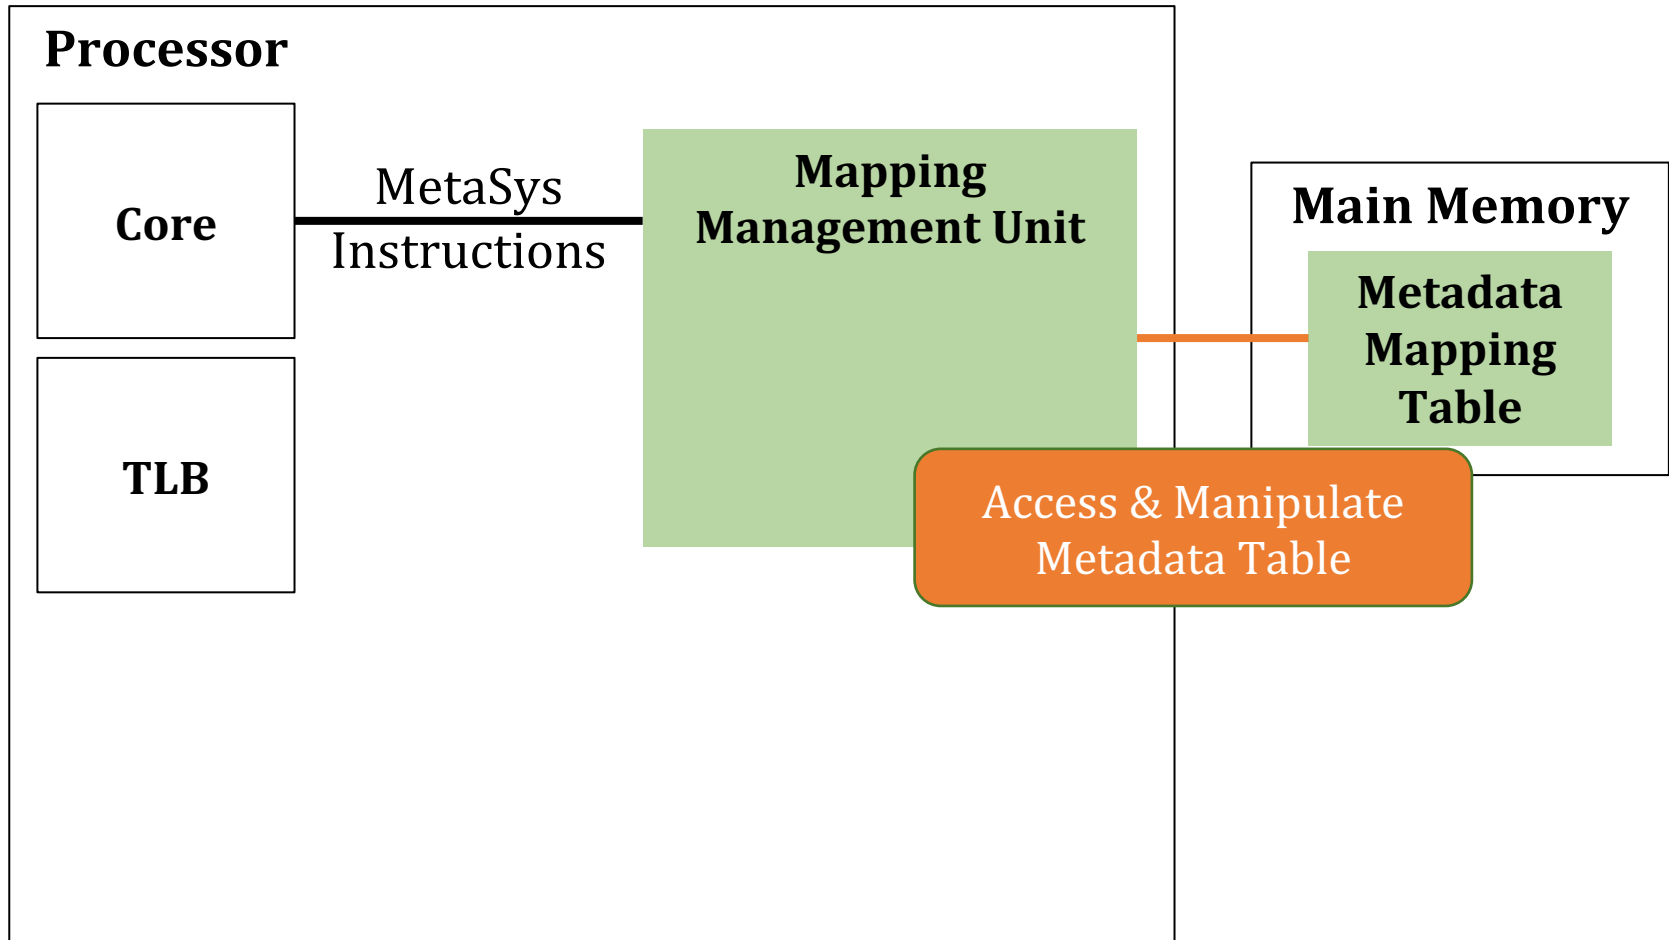 Processor
Core
MetaSys
Instructions
Mapping
Management Unit
Main Memory
Metadata
Mapping
Table
TLB
Access & Manipulate
Metadata Table